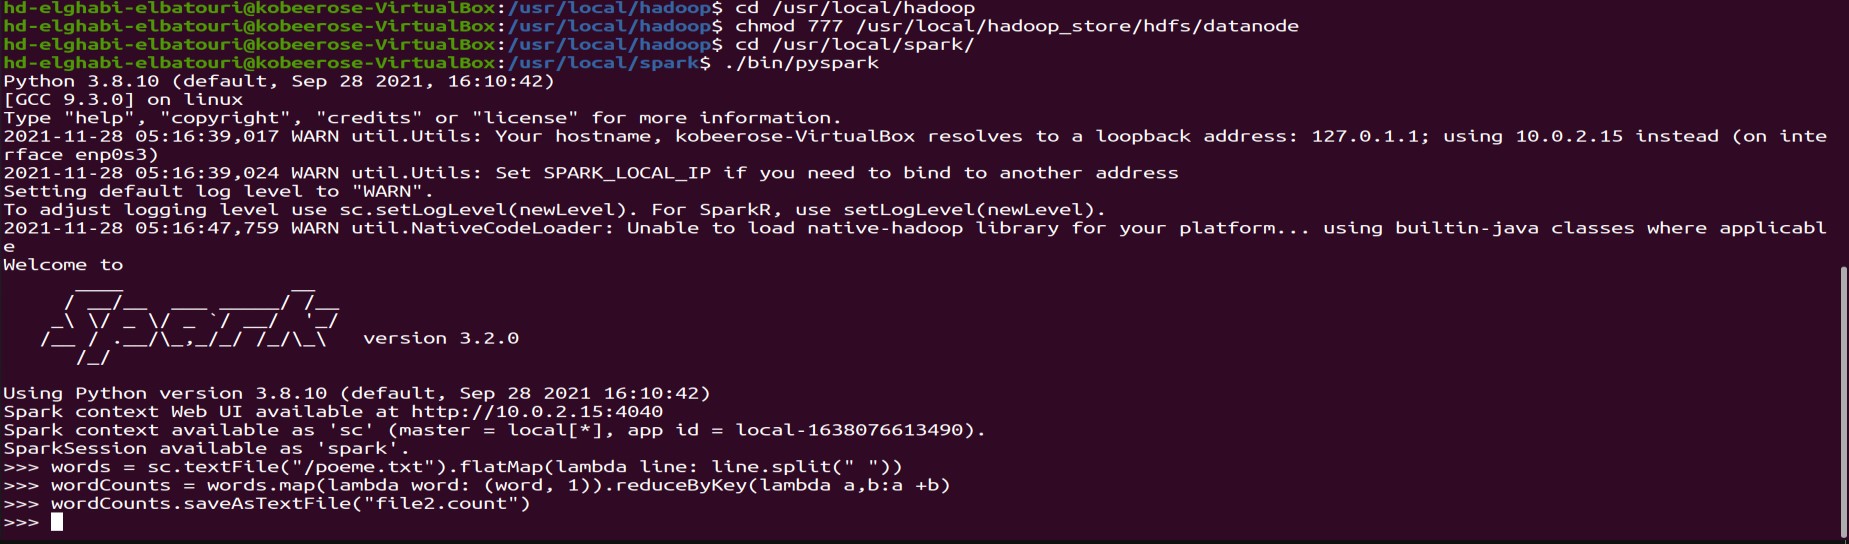 hd-elghabi-elbatouri@kobeerose-VirtualBox:/usr/local/hadoop$ cd /usr/local/hadoop
hd-elghabi-elbatouri@kobeerose-VirtualBox:/usr/local/hadoop$ chmod 777 /usr/local/hadoop_store/hdfs/datanode
hd-elghabi-elbatouri@kobeerose-VirtualBox:/usr/local/hadoop$ cd /usr/local/spark/
hd-elghabi-elbatouri@kobeerose-VirtualBox:/usr/local/spark$ ./bin/pyspark
Python 3.8.10 (default, Sep 28 2021, 16:10:42)
[GCC 9.3.0] on linux
Type "help", "copyright", "credits" or "license" for more information.
2021-11-28 05:16:39,017 WARN util.Utils: Your hostname, kobeerose-VirtualBox resolves to a loopback address: 127.0.1.1; using 10.0.2.15 instead (on inte
rface enp0s3)
2021-11-28 05:16:39,024 WARN util.Utils: Set SPARK_LOCAL_IP if you need to bind to another address
Setting default log level to "WARN".
To adjust logging level use sc.setLogLevel(newLevel). For SparkR, use setLogLevel(newLevel).
2021-11-28 05:16:47,759 WARN util.NativeCodeLoader: Unable to load native-hadoop library for your platform... using builtin-java classes where applicabl
e
Welcome to
Spark version 3.2.0
Using Python version 3.8.10 (default, Sep 28 2021 16:10:42)
Spark context Web UI available at http://10.0.2.15:4040
Spark context available as 'sc' (master = local[*], app id = local-1638076613490).
SparkSession available as 'spark'.
>>> words = sc.textFile("/poeme.txt").flatMap(lambda line: line.split(" "))
>>> wordCounts = words.map(lambda word: (word, 1)).reduceByKey(lambda a,b:a +b)
>>> wordCounts.saveAsTextFile("file2.count")
>>>